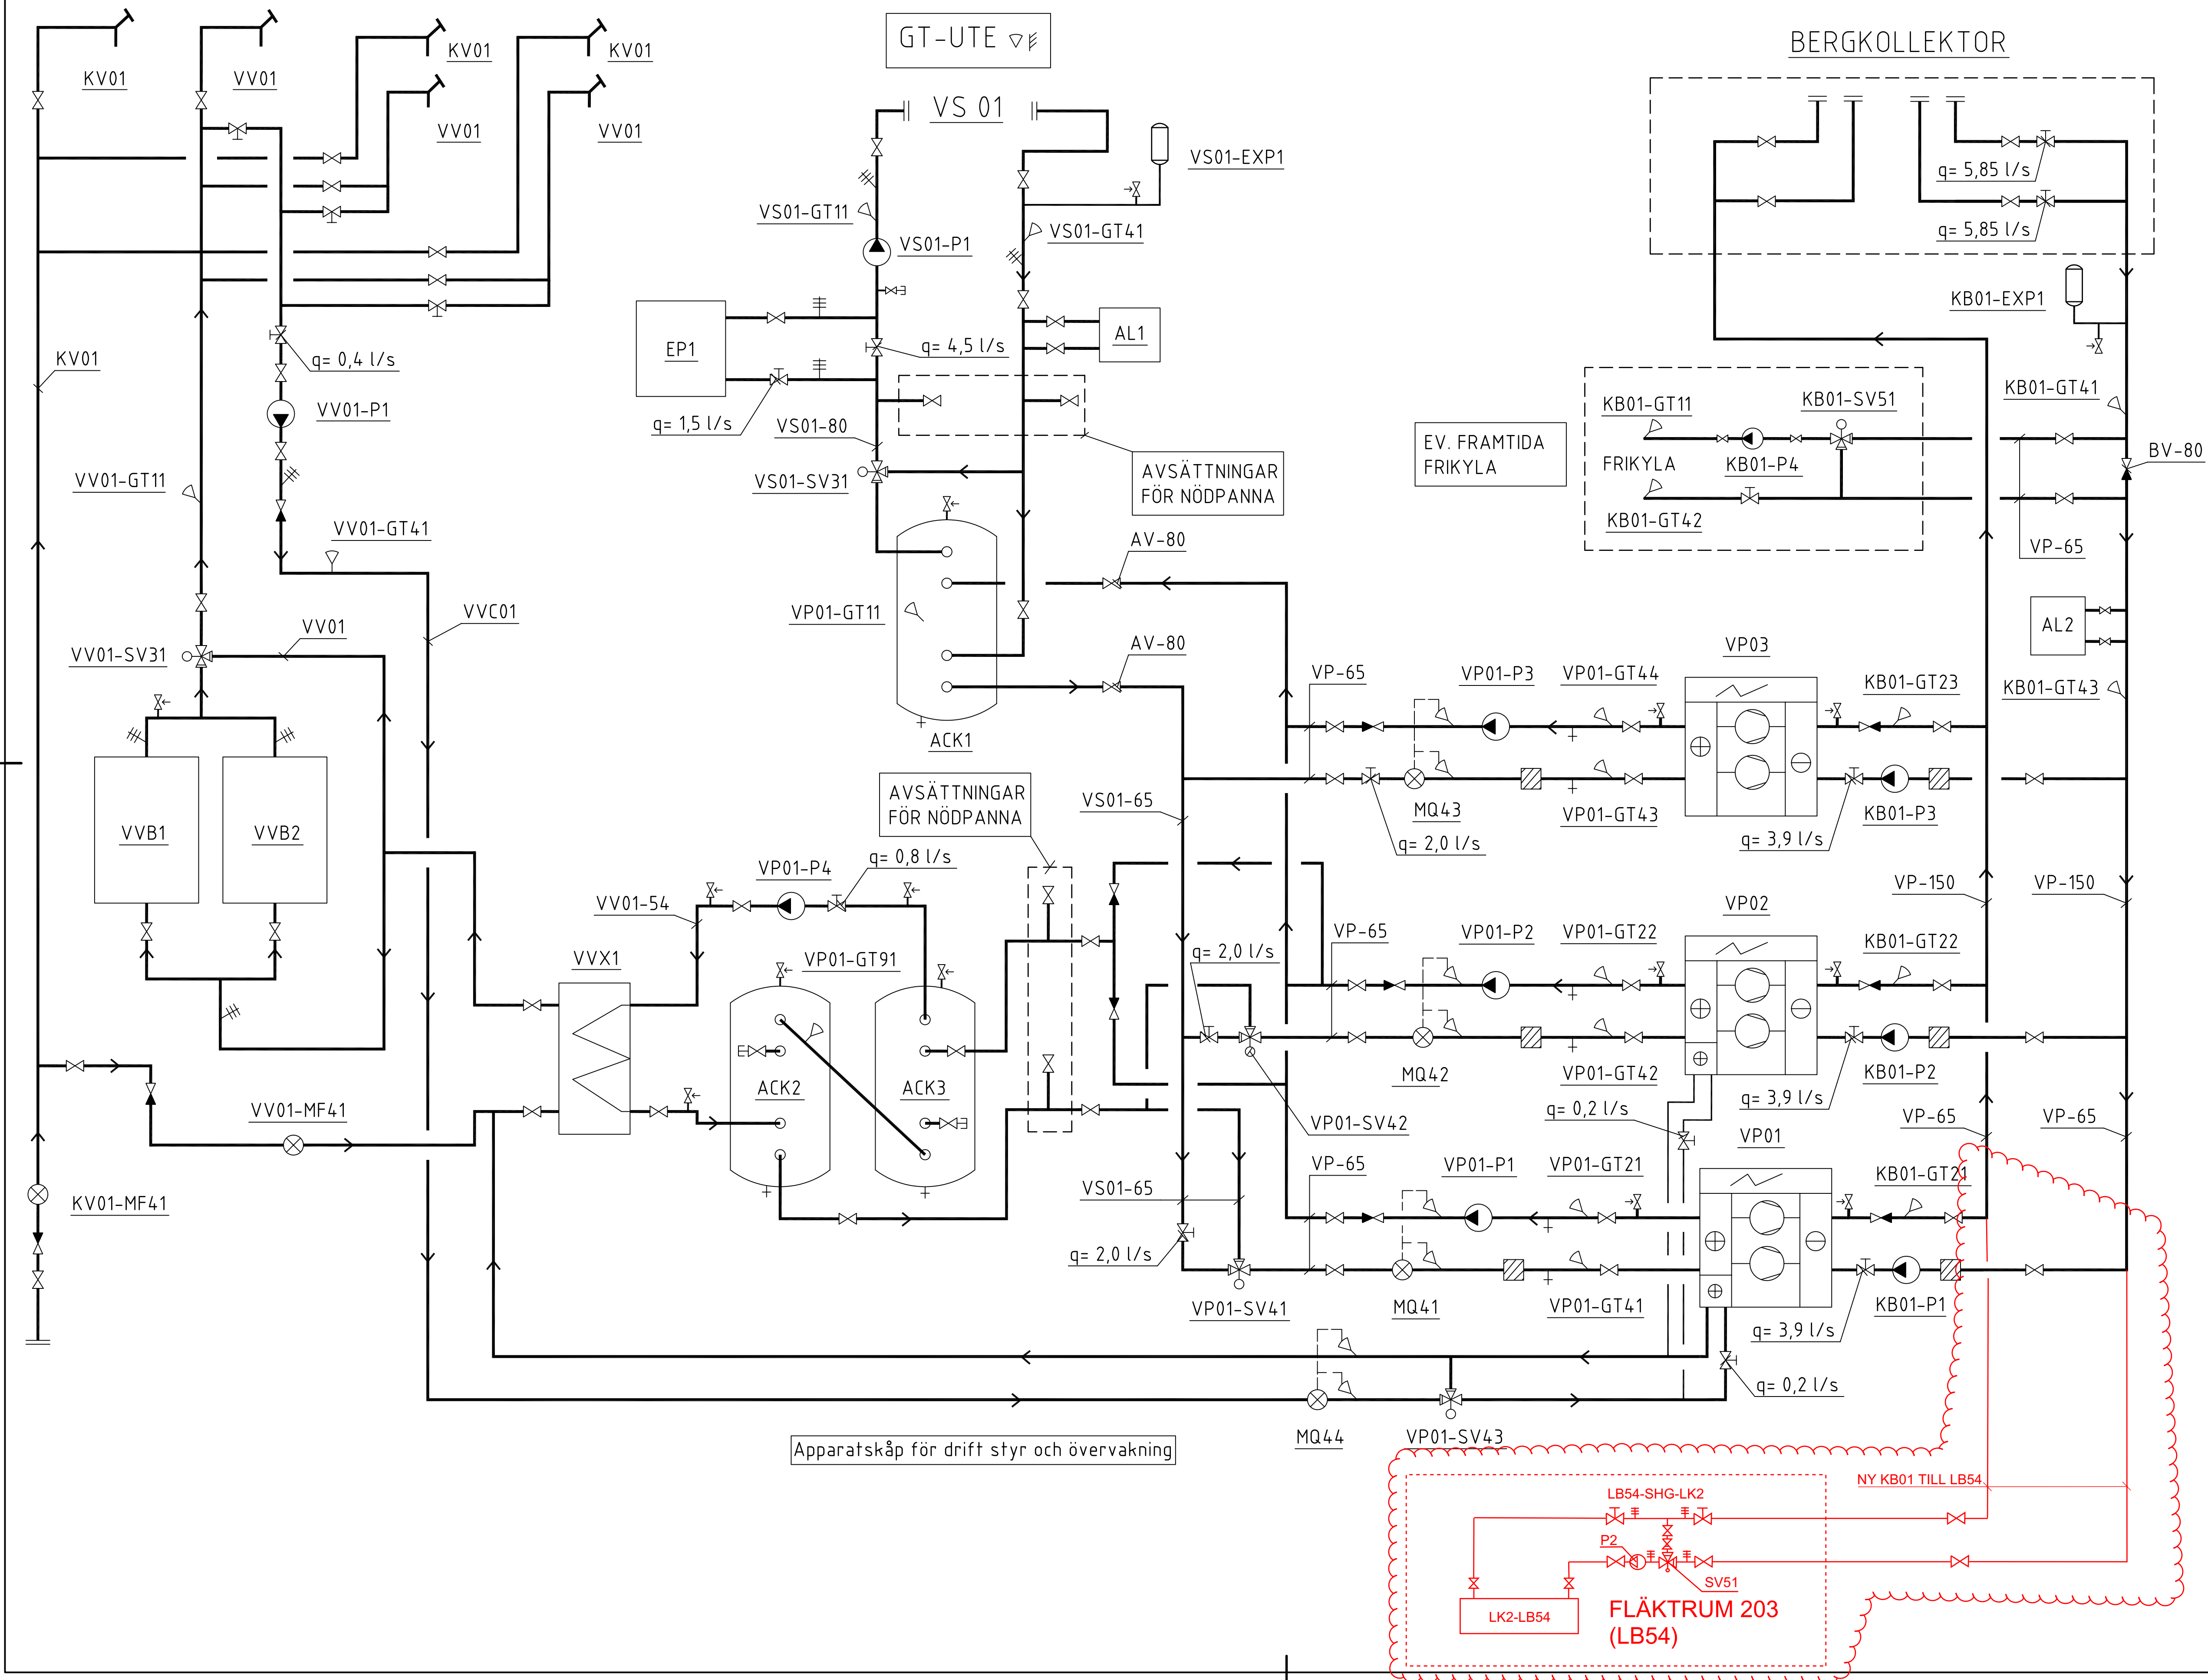 GT-UTE
BERGKOLLEKTOR
KV01
VV01
KV01
KV01
VV01
VV01
VS 01
VS01-EXP1
q= 5,85 l/s
q= 5,85 l/s
VS01-GT11
VS01-P1
VS01-GT41
KB01-EXP1
KV01
q= 0,4 l/s
VV01-P1
EP1
q= 4,5 l/s
AL1
q= 1,5 l/s
VS01-80
VS01-SV31
AVSÄTTNINGAR
FÖR NÖDPANNA
EV. FRAMTIDA
FRIKYLA
KB01-GT11
KB01-SV51
FRIKYLA
KB01-P4
KB01-GT42
KB01-GT41
BV-80
VP-65
VV01-GT11
VV01-GT41
VVC01
VV01
VV01-SV31
AV-80
VP01-GT11
AV-80
ACK1
AL2
KB01-GT43
VP-65
VP01-P3
VP01-GT44
VP03
KB01-GT23
MQ43
VP01-GT43
q= 2,0 l/s
q= 3,9 l/s
KB01-P3
VVB1
VVB2
AVSÄTTNINGAR
FÖR NÖDPANNA
VS01-65
VP01-P4
q= 0,8 l/s
VV01-54
VVX1
VP01-GT91
ACK2
ACK3
VP-150
VP-150
VP-65
VP01-P2
VP01-GT22
VP02
KB01-GT22
q= 2,0 l/s
MQ42
VP01-GT42
q= 3,9 l/s
KB01-P2
VP01-SV42
q= 0,2 l/s
VP-65
VP-65
VV01-MF41
KV01-MF41
VS01-65
VP-65
VP01-P1
VP01-GT21
VP01
KB01-GT21
q= 2,0 l/s
VP01-SV41
MQ41
VP01-GT41
q= 3,9 l/s
KB01-P1
q= 0,2 l/s
MQ44
VP01-SV43
Apparatskåp för drift styr och övervakning
NY KB01 TILL LB54
LB54-SHG-LK2
P2
SV51
LK2-LB54
FLÄKTRUM 203
(LB54)